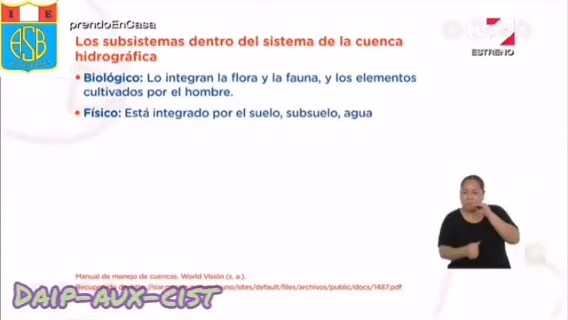 I E
ASB
prendoEnCasa
ESTRENO
Los subsistemas dentro del sistema de la cuenca
hidrográfica
• Biológico: Lo integran la flora y la fauna, y los elementos
cultivados por el hombre.
• Físico: Está integrado por el suelo, subsuelo, agua
Manual de manejo de cuencas. World Visión (s. a.).
DAIP-AUX-CIST